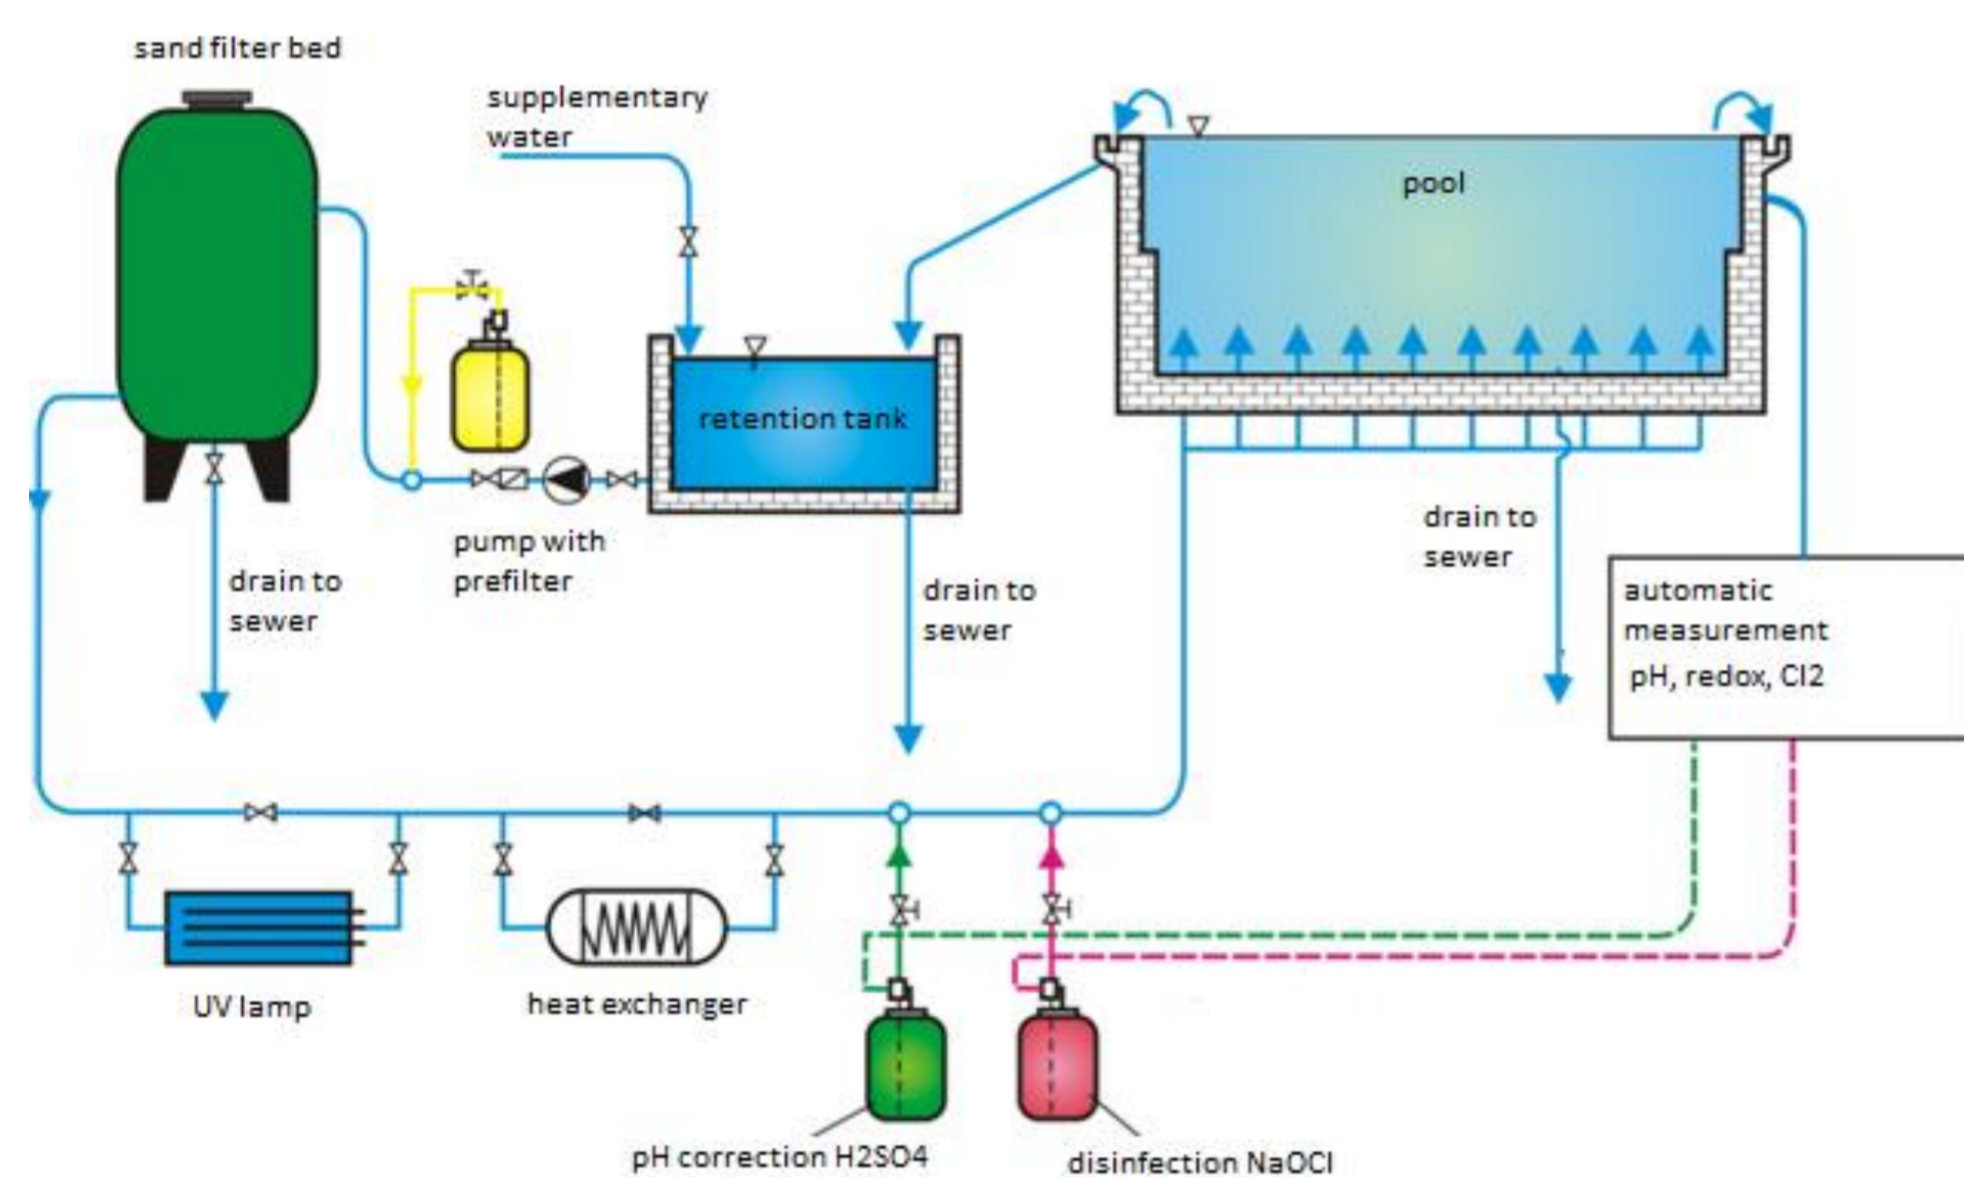 sand filter bed
supplementary
water
pool
retention tank
pump with
prefilter
drain to
sewer
drain to
sewer
drain to
sewer
automatic
measurement
pH, redox, Cl2
UV lamp
heat exchanger
pH correction H2SO4
disinfection NaOCl